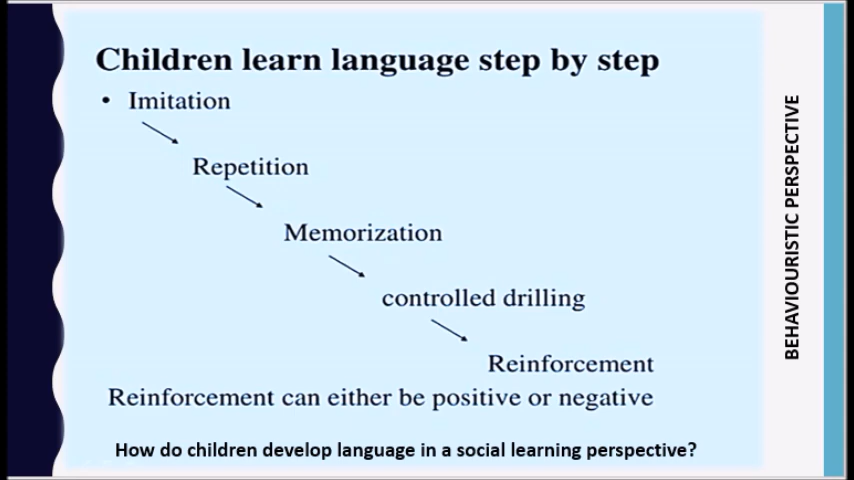 Children learn language step by step
• Imitation
Repetition
Memorization
controlled drilling
Reinforcement
Reinforcement can either be positive or negative
How do children develop language in a social learning perspective?
BEHAVIOURISTIC PERSPECTIVE